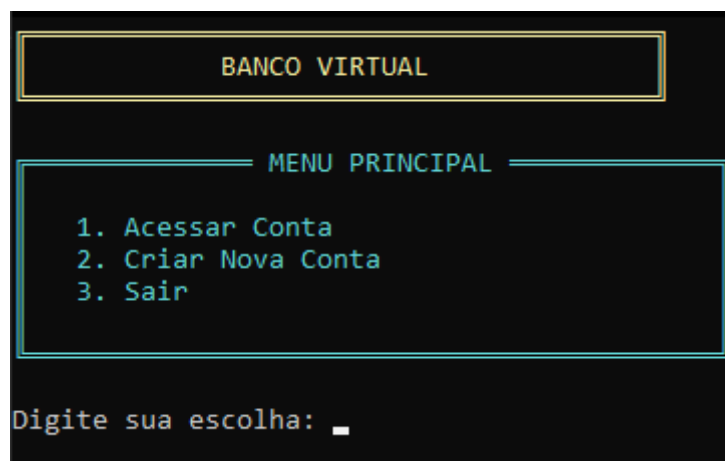 BANCO VIRTUAL
MENU PRINCIPAL
1. Acessar Conta
2. Criar Nova Conta
3. Sair
Digite sua escolha: